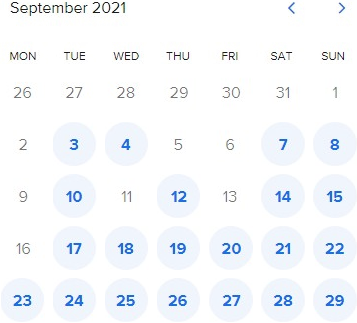 September 2021
MON TUE WED THU FRI SAT SUN
26 27 28 29 30 31 1
2 3 4 5 6 7 8
9 10 11 12 13 14 15
16 17 18 19 20 21 22
23 24 25 26 27 28 29